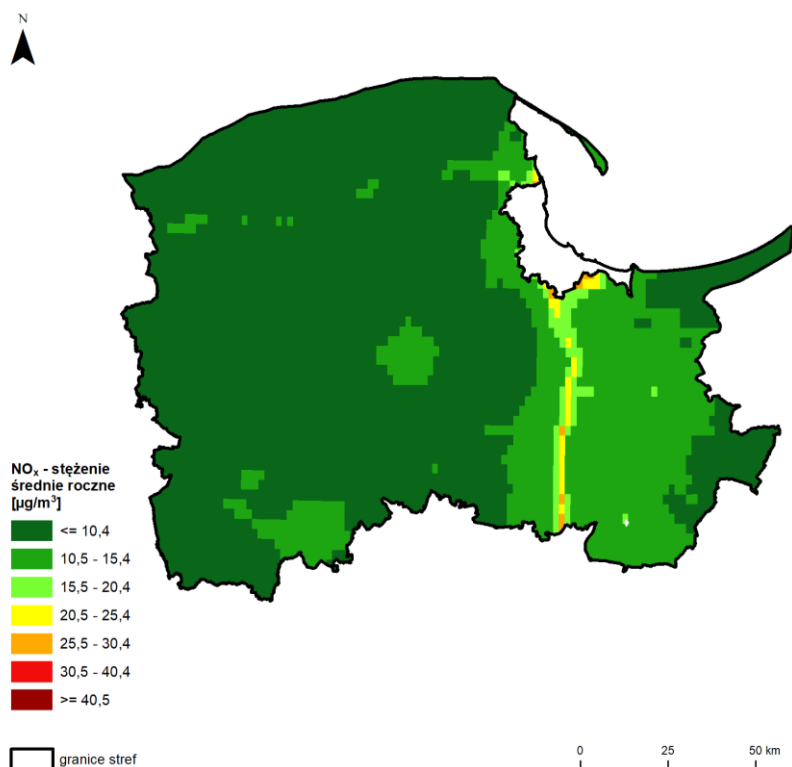 N
NOₓ - stężenie
średnie roczne
[µg/m³]
<= 10,4
10,5 - 15,4
15,5 - 20,4
20,5 - 25,4
25,5 - 30,4
30,5 - 40,4
>= 40,5
granice stref
0 25 50 km